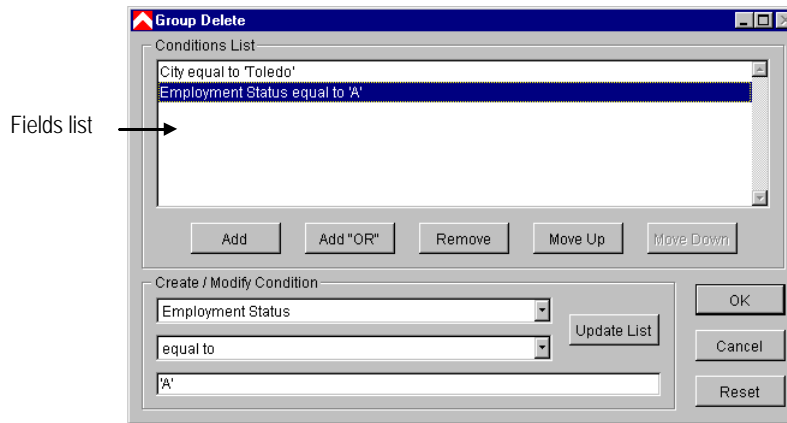 Group Delete
Conditions List
City equal to 'Toledo'
Employment Status equal to 'A'
Fields list
Add
Add "OR"
Remove
Move Up
Move Down
Create / Modify Condition
Employment Status
equal to
'A'
Update List
OK
Cancel
Reset